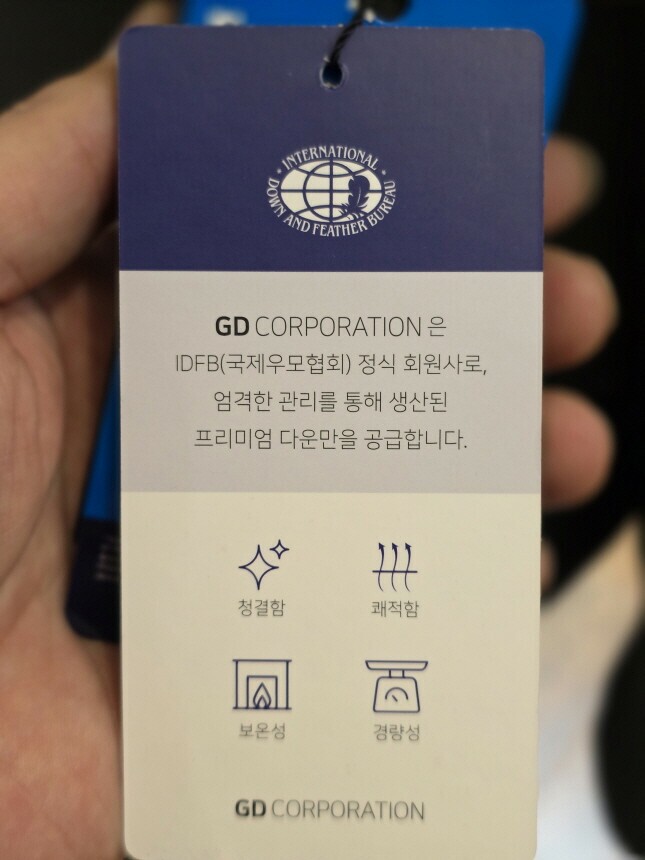 INTERNATIONAL
DOWN AND FEATHER BUREAU
GD CORPORATION 은
IDFB(국제우모협회) 정식 회원사로,
엄격한 관리를 통해 생산된
프리미엄 다운만을 공급합니다.
청결함 쾌적함
보온성 경량성
GD CORPORATION